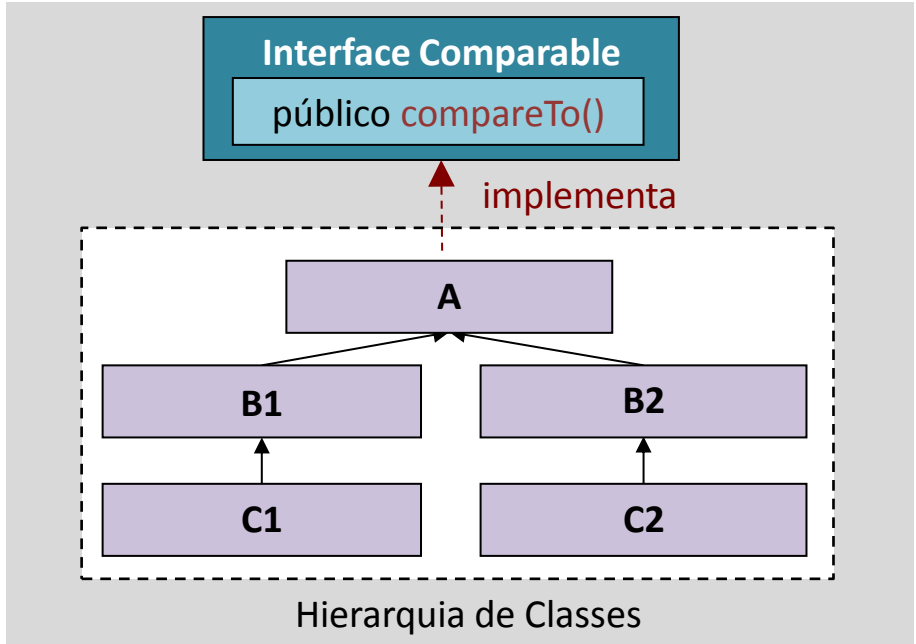 Interface Comparable
público compareTo()
implementa
A
B1
B2
C1
C2
Hierarquia de Classes